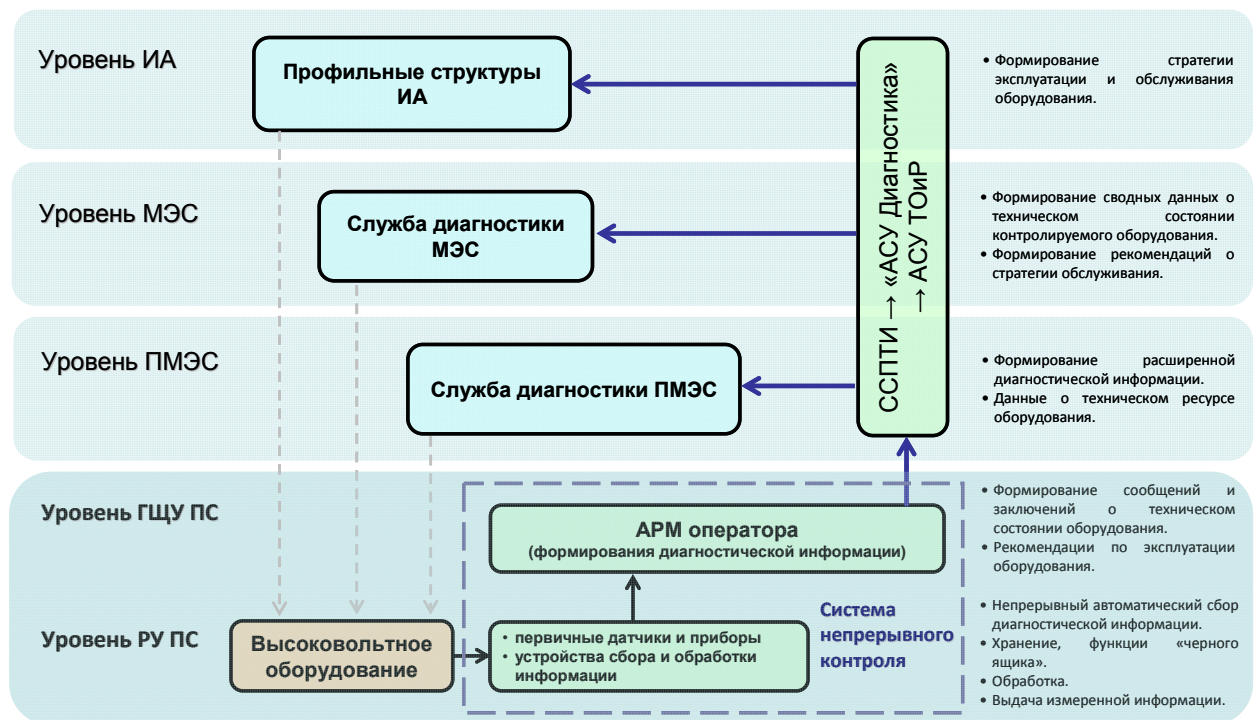 Уровень ИА
Профильные структуры
ИА
• Формирование стратегии
эксплуатации и обслуживания
оборудования.
ССПТИ → «АСУ Диагностика»
→ АСУ ТОиР
Уровень МЭС
Служба диагностики
МЭС
• Формирование сводных данных о
техническом состоянии
контролируемого оборудования.
• Формирование рекомендаций о
стратегии обслуживания.
Уровень ПМЭС
Служба диагностики ПМЭС
• Формирование расширенной
диагностической информации.
• Данные о техническом ресурсе
оборудования.
Уровень ГЩУ ПС
АРМ оператора
(формирования диагностической информации)
• Формирование сообщений и
заключений о техническом
состоянии оборудования.
• Рекомендации по эксплуатации
оборудования.
Уровень РУ ПС
Высоковольтное
оборудование
• первичные датчики и приборы
• устройства сбора и обработки
информации
Система
непрерывного
контроля
• Непрерывный автоматический сбор
диагностической информации.
• Хранение, функции «черного
ящика».
• Обработка.
• Выдача измеренной информации.